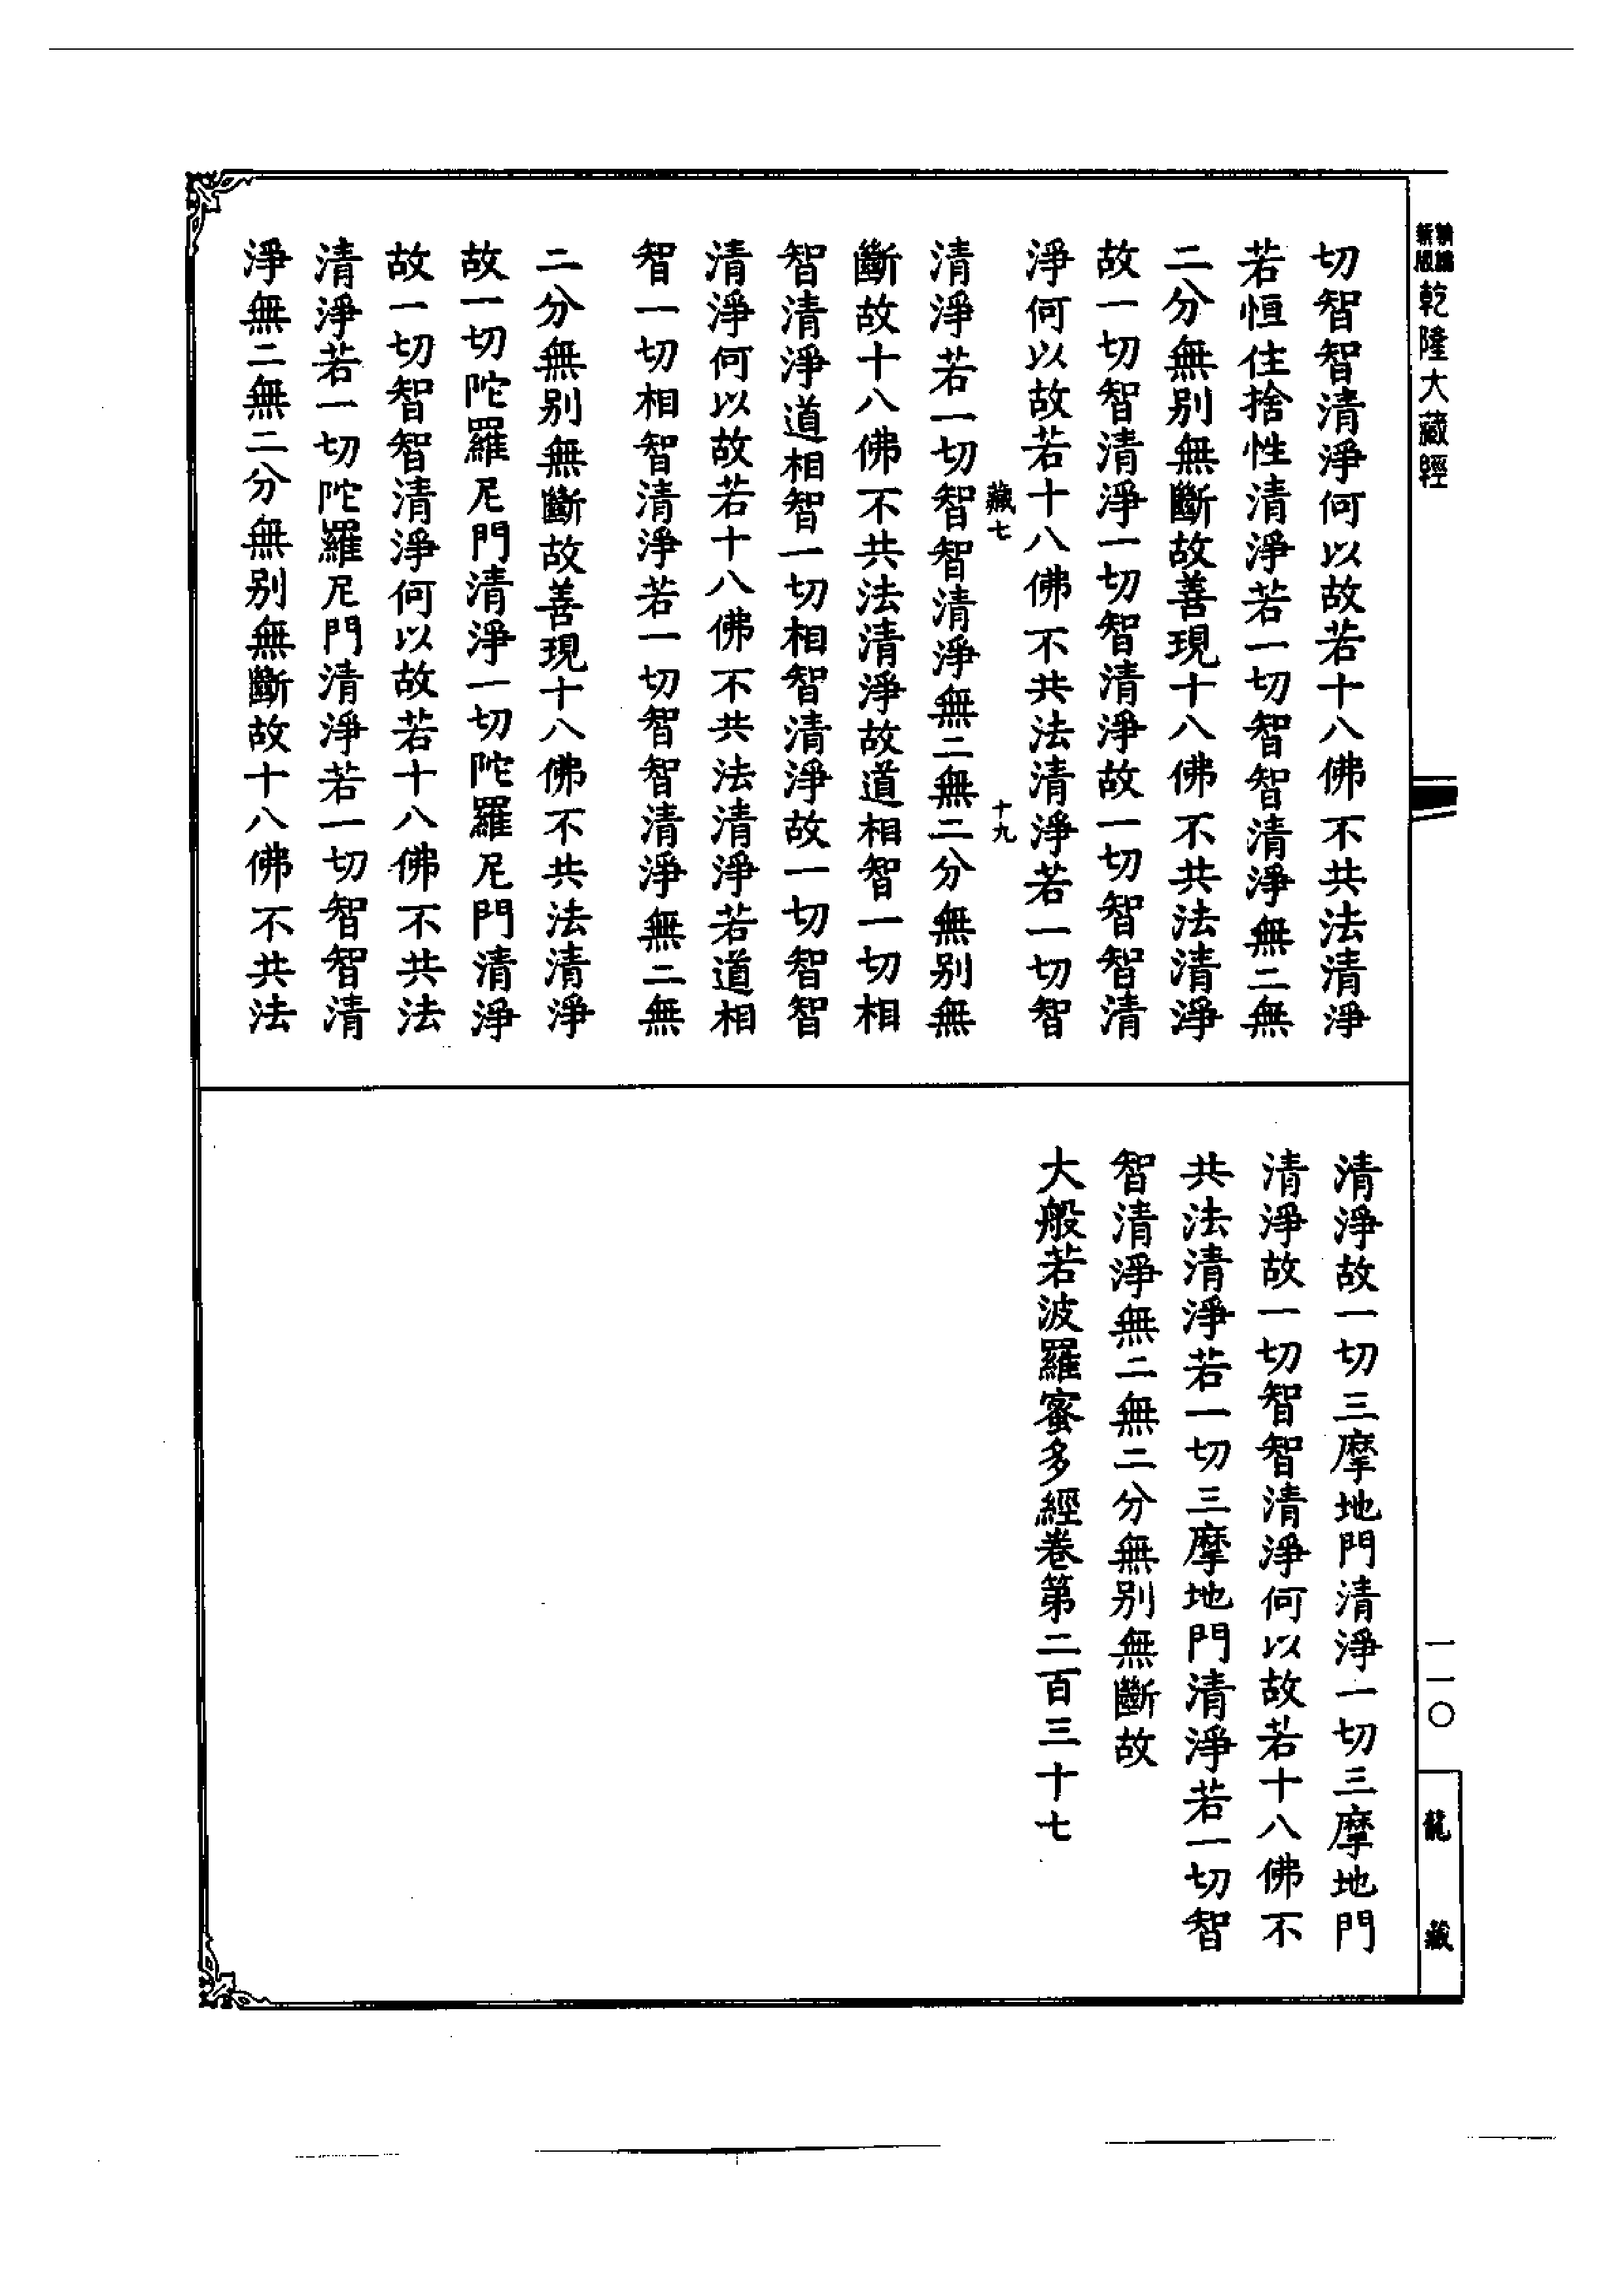 新編
新版
乾隆大藏經
切智智清淨何以故若十八佛不共法清淨
若恒住捨性清淨若一切智智清淨無二無
二分無別無斷故善現十八佛不共法清淨
故一切智清淨一切智清淨故一切智智清
淨何以故若十八佛不共法清淨若一切智
藏七
十九
清淨若一切智智清淨無二無二分無別無
斷故十八佛不共法清淨故道相智一切相
智清淨道相智一切相智清淨故一切智智
清淨何以故若十八佛不共法清淨若道相
智一切相智清淨若一切智智清淨無二無
二分無別無斷故善現十八佛不共法清淨
故一切陀羅尼門清淨一切陀羅尼門清淨
故一切智智清淨何以故若十八佛不共法
清淨若一切陀羅尼門清淨若一切智智清
淨無二無二分無別無斷故十八佛不共法
清淨故一切三摩地門清淨一切三摩地門
清淨故一切智智清淨何以故若十八佛不
共法清淨若一切三摩地門清淨若一切智
智清淨無二無二分無別無斷故
大般若波羅蜜多經卷第二百三十七
一一〇
龍藏